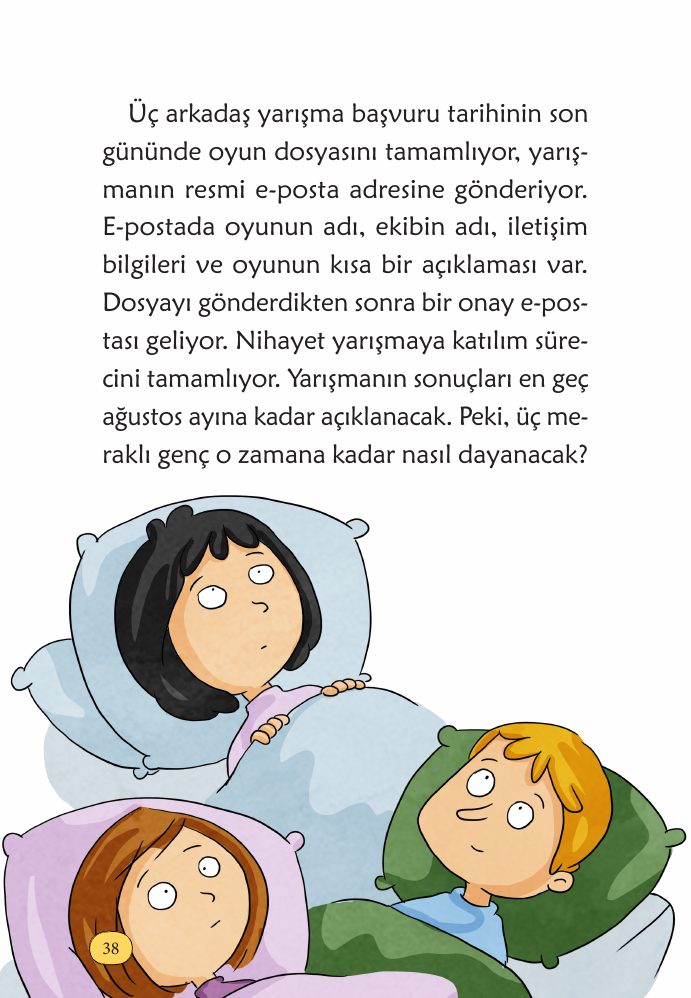 Üç arkadaş yarışma başvuru tarihinin son
gününde oyun dosyasını tamamlıyor, yarış-
manın resmi e-posta adresine gönderiyor.
E-postada oyunun adı, ekibin adı, iletişim
bilgileri ve oyunun kısa bir açıklaması var.
Dosyayı gönderdikten sonra bir onay e-pos-
tası geliyor. Nihayet yarışmaya katılım süre-
cini tamamlıyor. Yarışmanın sonuçları en geç
ağustos ayına kadar açıklanacak. Peki, üç me-
raklı genç o zamana kadar nasıl dayanacak?
38